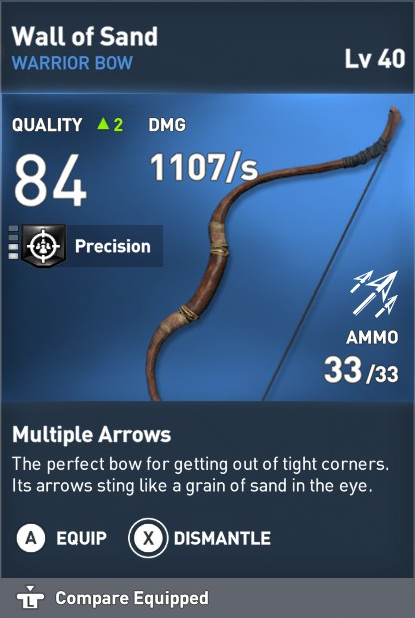 Wall of Sand
WARRIOR BOW
Lv 40
QUALITY ▲2 DMG
84 1107/s
Precision
AMMO
33/33
Multiple Arrows
The perfect bow for getting out of tight corners.
Its arrows sting like a grain of sand in the eye.
A EQUIP X DISMANTLE
L Compare Equipped